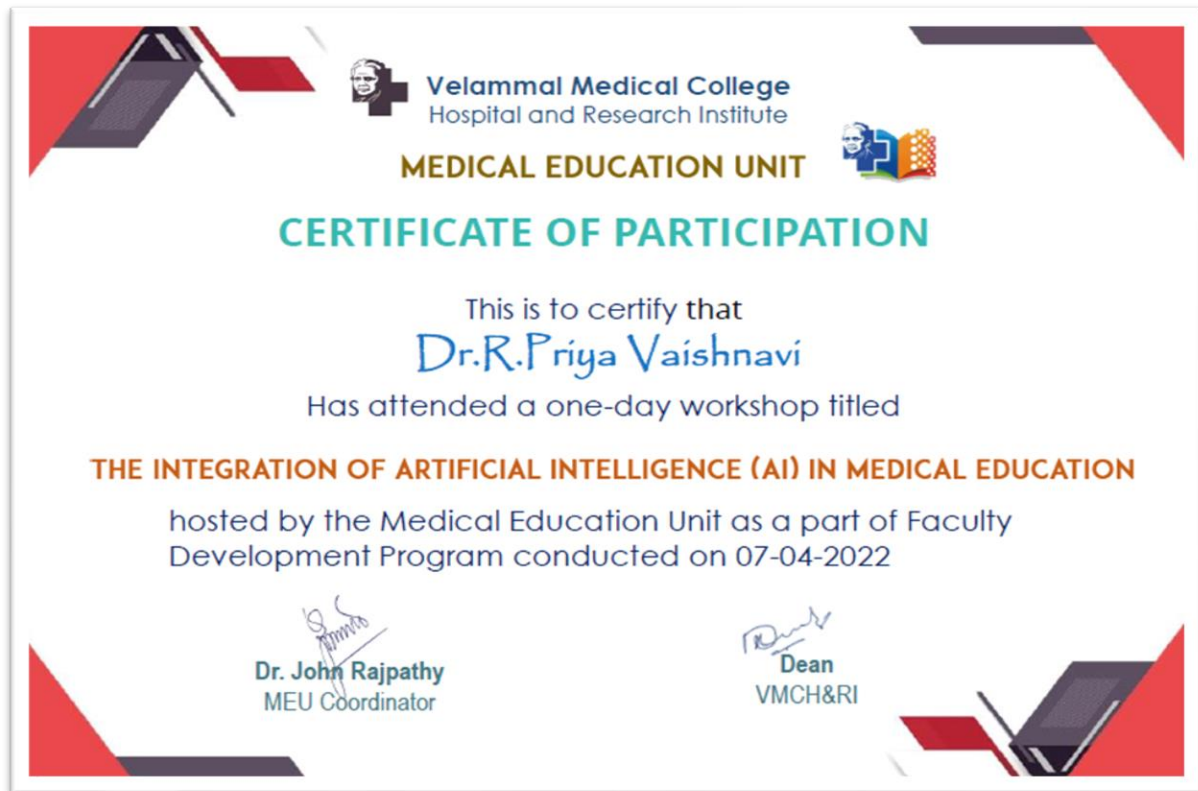 Velammal Medical College
Hospital and Research Institute
MEDICAL EDUCATION UNIT
CERTIFICATE OF PARTICIPATION
This is to certify that
Dr.R.Priya Vaishnavi
Has attended a one-day workshop titled
THE INTEGRATION OF ARTIFICIAL INTELLIGENCE (AI) IN MEDICAL EDUCATION
hosted by the Medical Education Unit as a part of Faculty
Development Program conducted on 07-04-2022
Dr. John Rajpathy
MEU Coordinator
Dean
VMCH&RI